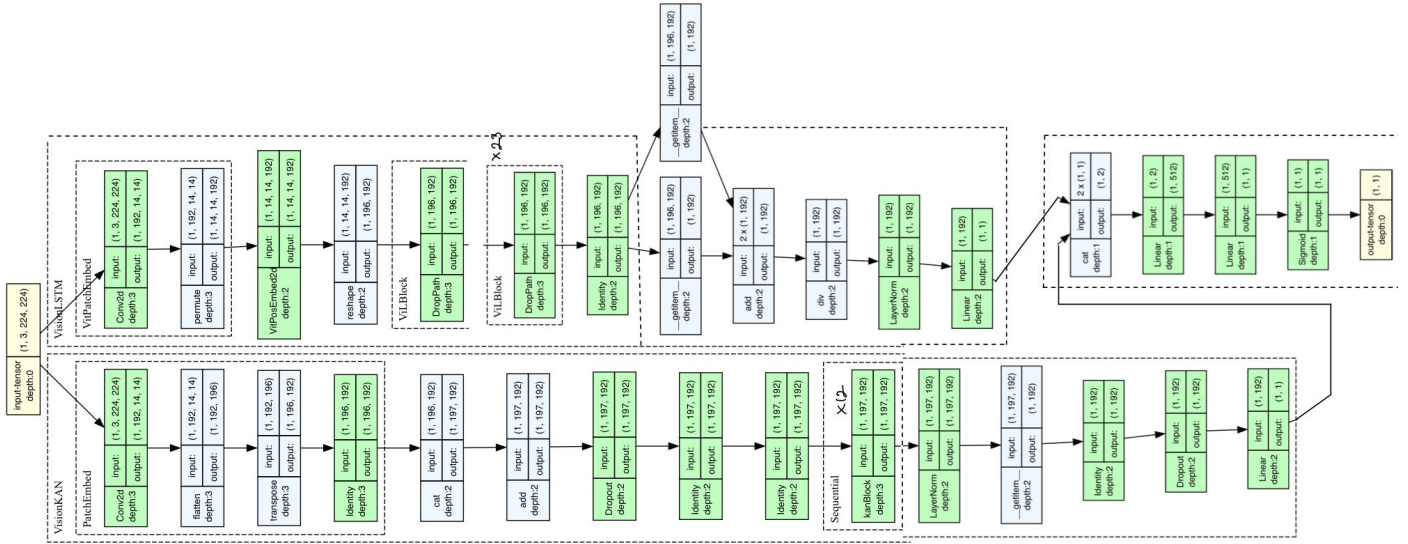 input-tensor
depth:0
(1, 3, 224, 224)
VisionLSTM
VitPatchEmbed
Conv2d
depth:3
input:
(1, 3, 224, 224)
output:
(1, 192, 14, 14)
permute
depth:3
input:
(1, 192, 14, 14)
output:
(1, 14, 14, 192)
VitPosEmbed2d
depth:2
input:
(1, 14, 14, 192)
output:
(1, 14, 14, 192)
reshape
depth:2
input:
(1, 14, 14, 192)
output:
(1, 196, 192)
ViLBlock
DropPath
depth:3
input:
(1, 196, 192)
output:
(1, 196, 192)
x23
ViLBlock
DropPath
depth:3
input:
(1, 196, 192)
output:
(1, 196, 192)
Identity
depth:2
input:
(1, 196, 192)
output:
(1, 196, 192)
__getitem__
depth:2
input:
(1, 196, 192)
output:
(1, 192)
__getitem__
depth:2
input:
(1, 196, 192)
output:
(1, 192)
add
depth:2
input:
2 x (1, 192)
output:
(1, 192)
div
depth:2
input:
(1, 192)
output:
(1, 192)
LayerNorm
depth:2
input:
(1, 192)
output:
(1, 192)
Linear
depth:2
input:
(1, 192)
output:
(1, 1)
VisionKAN
PatchEmbed
Conv2d
depth:3
input:
(1, 3, 224, 224)
output:
(1, 192, 14, 14)
flatten
depth:3
input:
(1, 192, 14, 14)
output:
(1, 192, 196)
transpose
depth:3
input:
(1, 192, 196)
output:
(1, 196, 192)
Identity
depth:3
input:
(1, 196, 192)
output:
(1, 196, 192)
cat
depth:2
input:
(1, 196, 192)
output:
(1, 197, 192)
add
depth:2
input:
(1, 197, 192)
output:
(1, 197, 192)
Dropout
depth:2
input:
(1, 197, 192)
output:
(1, 197, 192)
Identity
depth:2
input:
(1, 197, 192)
output:
(1, 197, 192)
Identity
depth:2
input:
(1, 197, 192)
output:
(1, 197, 192)
x12
Sequential
kanBlock
depth:3
input:
(1, 197, 192)
output:
(1, 197, 192)
LayerNorm
depth:2
input:
(1, 197, 192)
output:
(1, 197, 192)
__getitem__
depth:2
input:
(1, 197, 192)
output:
(1, 192)
Identity
depth:2
input:
(1, 192)
output:
(1, 192)
Dropout
depth:2
input:
(1, 192)
output:
(1, 192)
Linear
depth:2
input:
(1, 192)
output:
(1, 1)
cat
depth:1
input:
2 x (1, 1)
output:
(1, 2)
Linear
depth:1
input:
(1, 2)
output:
(1, 512)
Linear
depth:1
input:
(1, 512)
output:
(1, 1)
Sigmoid
depth:1
input:
(1, 1)
output:
(1, 1)
output-tensor
depth:0
(1, 1)